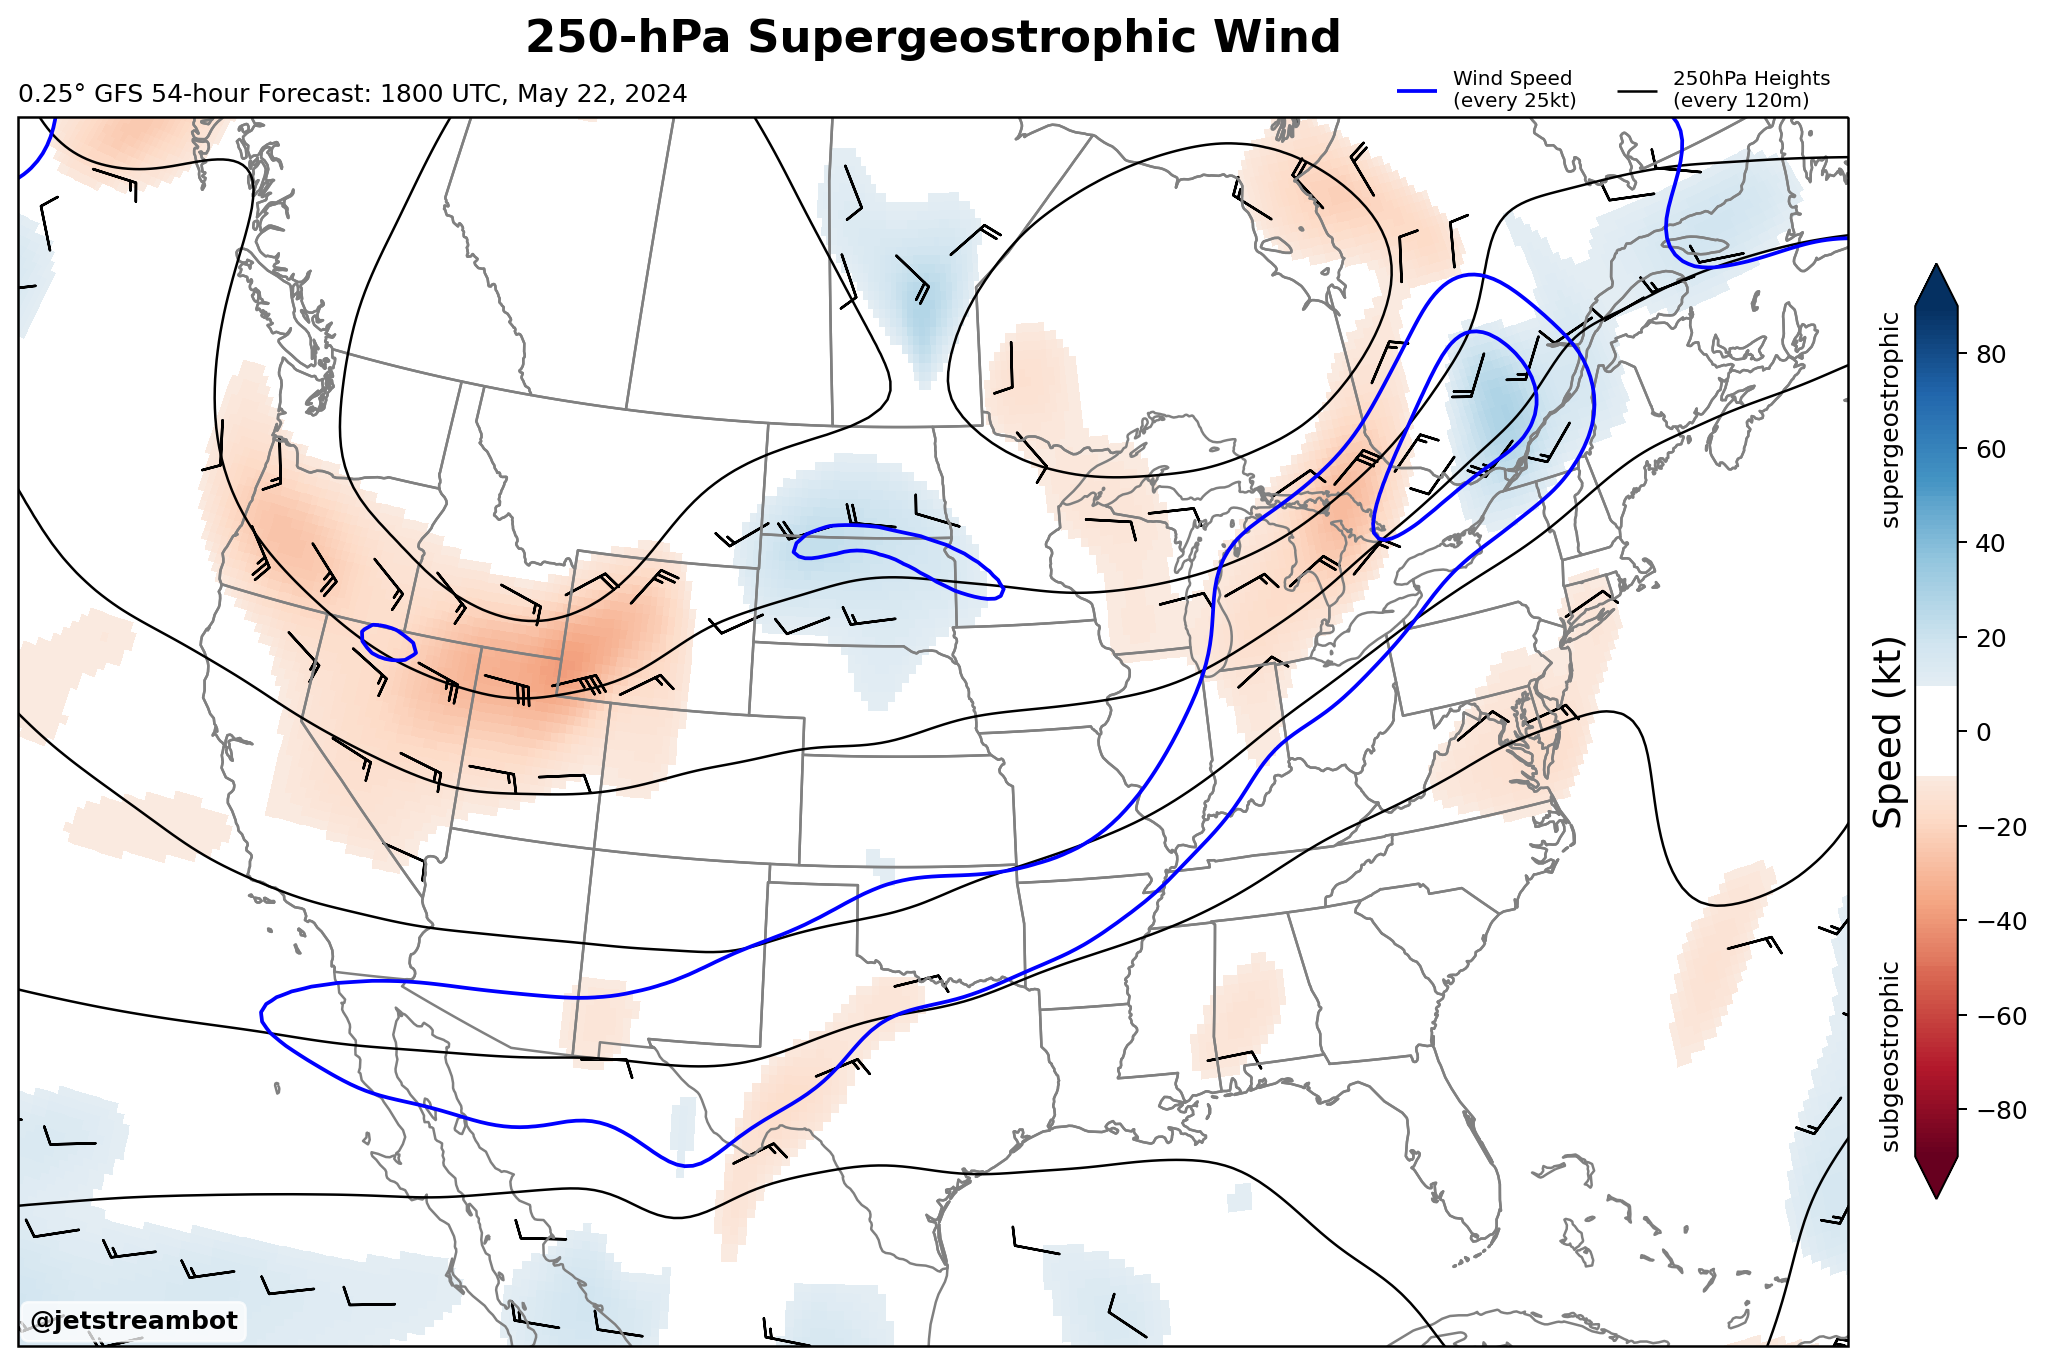 250-hPa Supergeostrophic Wind
0.25° GFS 54-hour Forecast: 1800 UTC, May 22, 2024
Wind Speed
(every 25kt)
250hPa Heights
(every 120m)
supergeostrophic
Speed (kt)
subgeostrophic
80
60
40
20
0
−20
−40
−60
−80
@jetstreambot